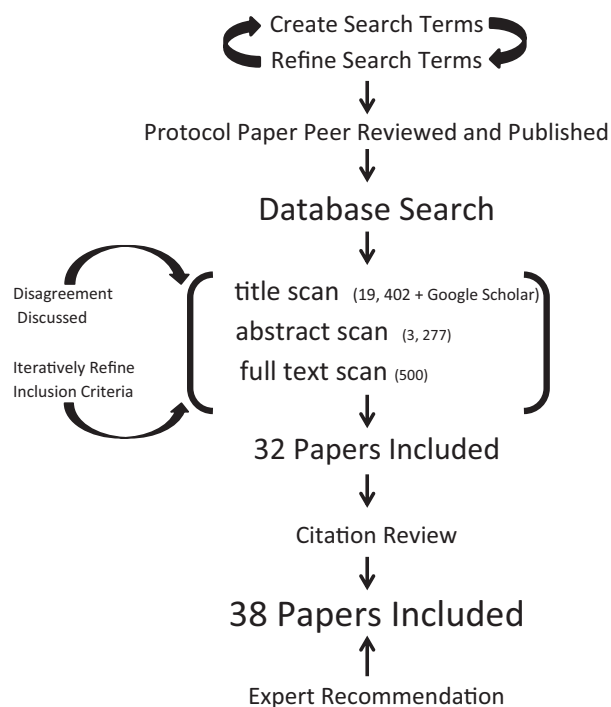 Create Search Terms
Refine Search Terms
Protocol Paper Peer Reviewed and Published
Database Search
title scan (19, 402 + Google Scholar)
abstract scan (3, 277)
full text scan (500)
Disagreement
Discussed
Iteratively Refine
Inclusion Criteria
32 Papers Included
Citation Review
38 Papers Included
Expert Recommendation